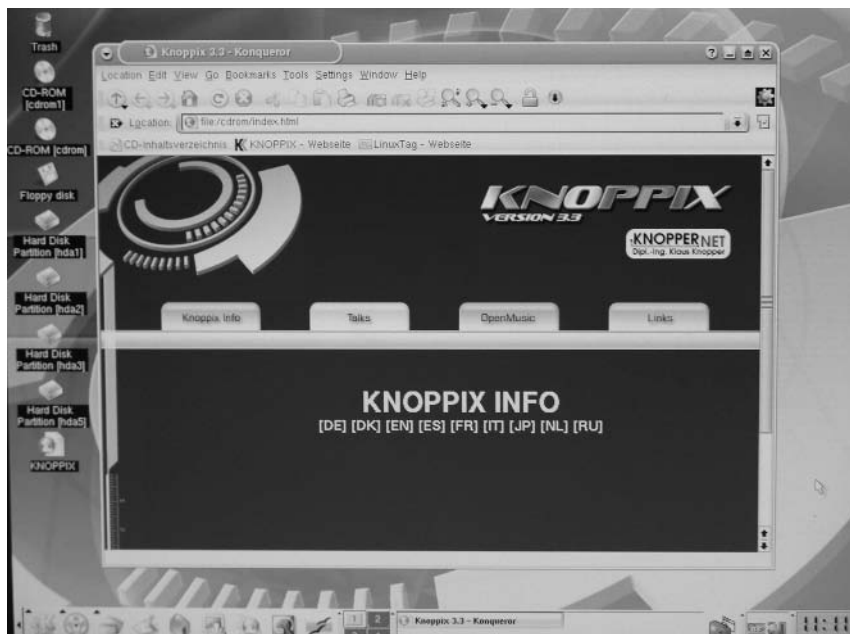 Trash
CD-ROM
[cdrom1]
CD-ROM [cdrom]
Floppy disk
Hard Disk
Partition [hda1]
Hard Disk
Partition [hda2]
Hard Disk
Partition [hda3]
Hard Disk
Partition [hda5]
KNOPPIX
Knoppix 3.3 - Konqueror
Location Edit View Go Bookmarks Tools Settings Window Help
Location: file:/cdrom/index.html
CD-Inhaltsverzeichnis KNOPPIX - Webseite LinuxTag - Webseite
KNOPPIX
VERSION 3.3
KNOPPER NET
Dipl.-Ing. Klaus Knopper
Knoppix Info Talks OpenMusic Links
KNOPPIX INFO
[DE] [DK] [EN] [ES] [FR] [IT] [JP] [NL] [RU]
1 2 Knoppix 3.3 - Konqueror 11:11